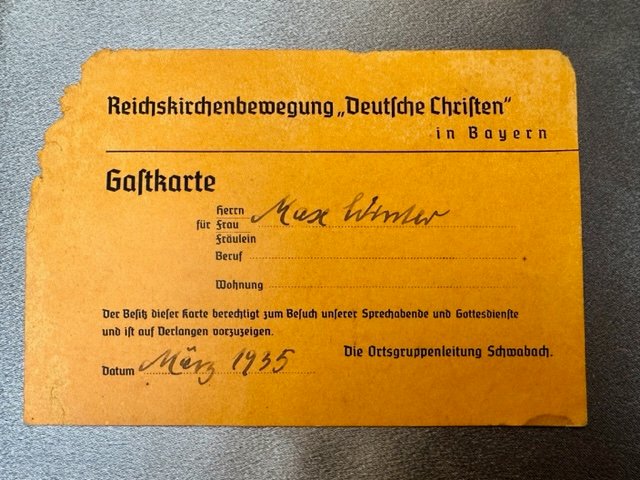 Reichskirchenbewegung „Deutsche Christen“
in Bayern
Gastkarte
Herrn
für Frau Max Winter
Fräulein
Beruf
Wohnung
Der Besitz dieser Karte berechtigt zum Besuch unserer Sprechabende und Gottesdienste
und ist auf Verlangen vorzuzeigen.
Die Ortsgruppenleitung Schwabach.
Datum März 1935